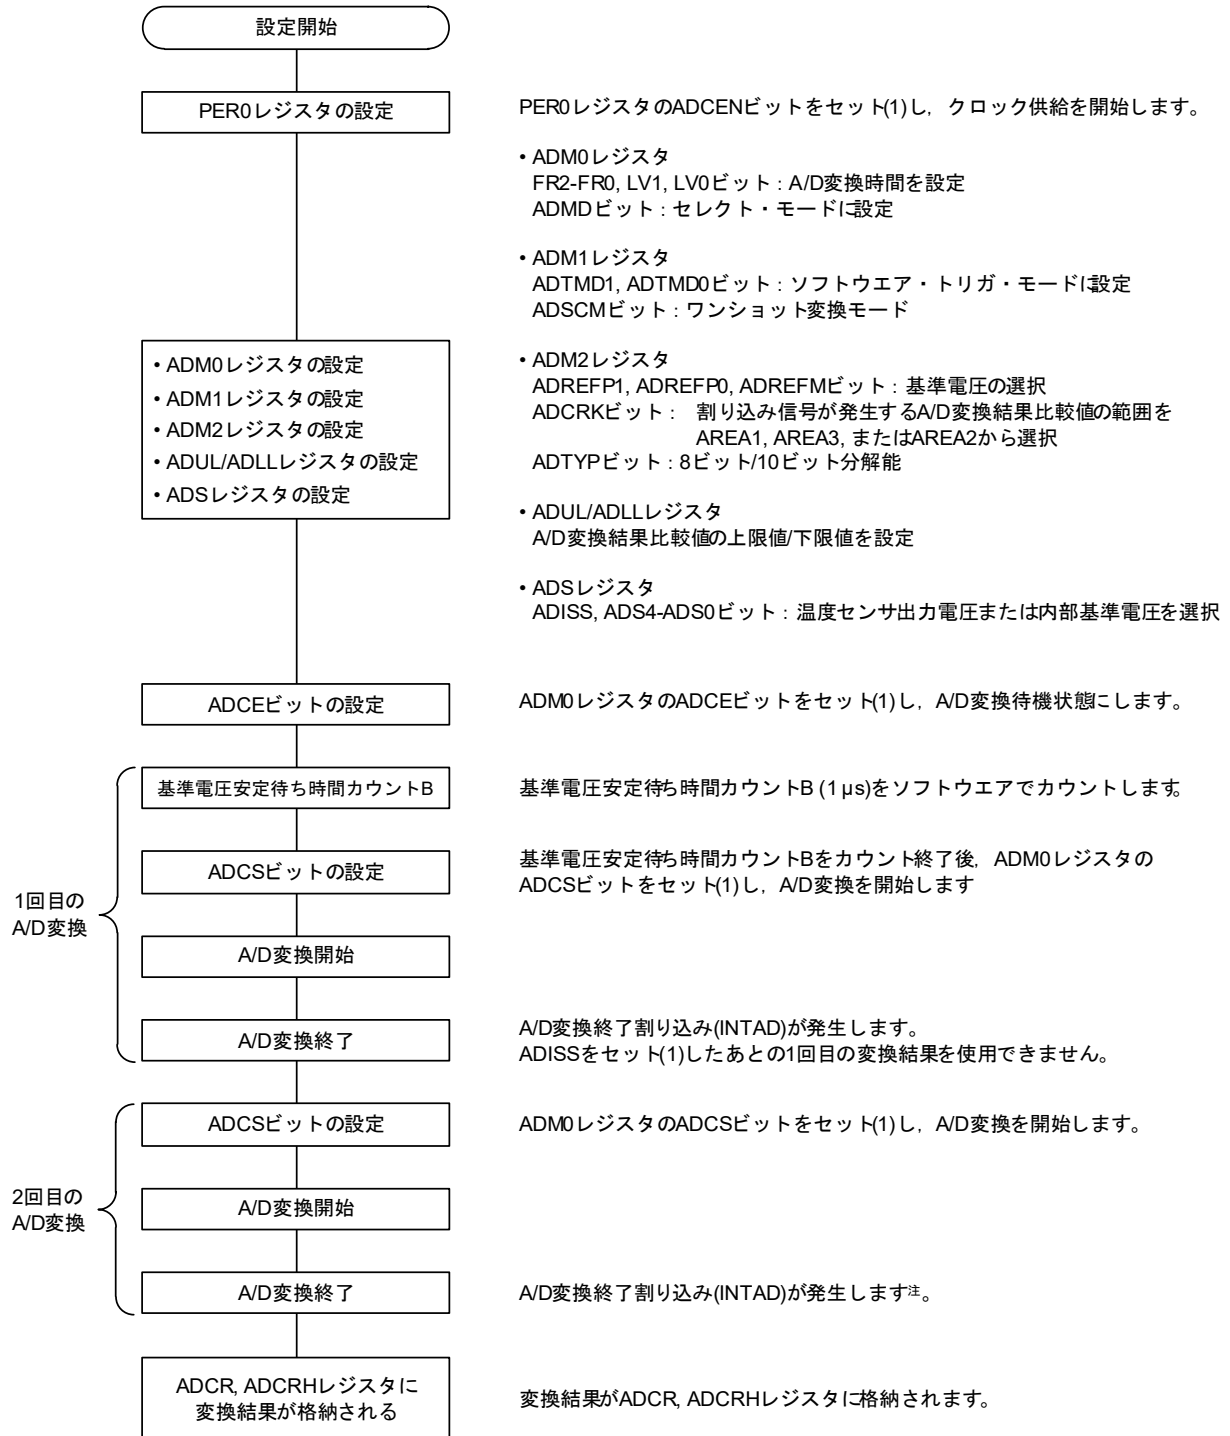 設定開始
PER0レジスタの設定
PER0レジスタのADCENビットをセット(1)し，クロック供給を開始します。
• ADM0レジスタ
FR2-FR0, LV1, LV0ビット：A/D変換時間を設定
ADMDビット：セレクト・モードに設定
• ADM1レジスタ
ADTMD1, ADTMD0ビット：ソフトウエア・トリガ・モードに設定
ADSCMビット：ワンショット変換モード
• ADM0レジスタの設定
• ADM1レジスタの設定
• ADM2レジスタの設定
• ADUL/ADLLレジスタの設定
• ADSレジスタの設定
• ADM2レジスタ
ADREFP1, ADREFP0, ADREFMビット：基準電圧の選択
ADCRKビット： 割り込み信号が発生するA/D変換結果比較値の範囲を
AREA1, AREA3, またはAREA2から選択
ADTYPビット：8ビット/10ビット分解能
• ADUL/ADLLレジスタ
A/D変換結果比較値の上限値/下限値を設定
• ADSレジスタ
ADISS, ADS4-ADS0ビット：温度センサ出力電圧または内部基準電圧を選択
ADCEビットの設定
ADM0レジスタのADCEビットをセット(1)し，A/D変換待機状態にします。
1回目の
A/D変換
基準電圧安定待ち時間カウントB
基準電圧安定待ち時間カウントB (1 μs)をソフトウエアでカウントします。
ADCSビットの設定
基準電圧安定待ち時間カウントBをカウント終了後，ADM0レジスタの
ADCSビットをセット(1)し，A/D変換を開始します
A/D変換開始
A/D変換終了
A/D変換終了割り込み(INTAD)が発生します。
ADISSをセット(1)したあとの1回目の変換結果を使用できません。
2回目の
A/D変換
ADCSビットの設定
ADM0レジスタのADCSビットをセット(1)し，A/D変換を開始します。
A/D変換開始
A/D変換終了
A/D変換終了割り込み(INTAD)が発生します注。
ADCR, ADCRHレジスタに
変換結果が格納される
変換結果がADCR, ADCRHレジスタに格納されます。